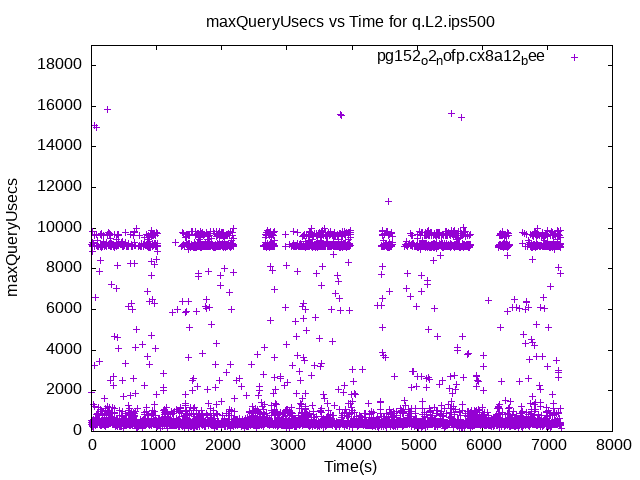 maxQueryUsecs vs Time for q.L2.ips500
pg152o2nofp.cx8a12bee
18000
16000
14000
12000
10000
8000
6000
4000
2000
0
maxQueryUsecs
0 1000 2000 3000 4000 5000 6000 7000 8000
Time(s)